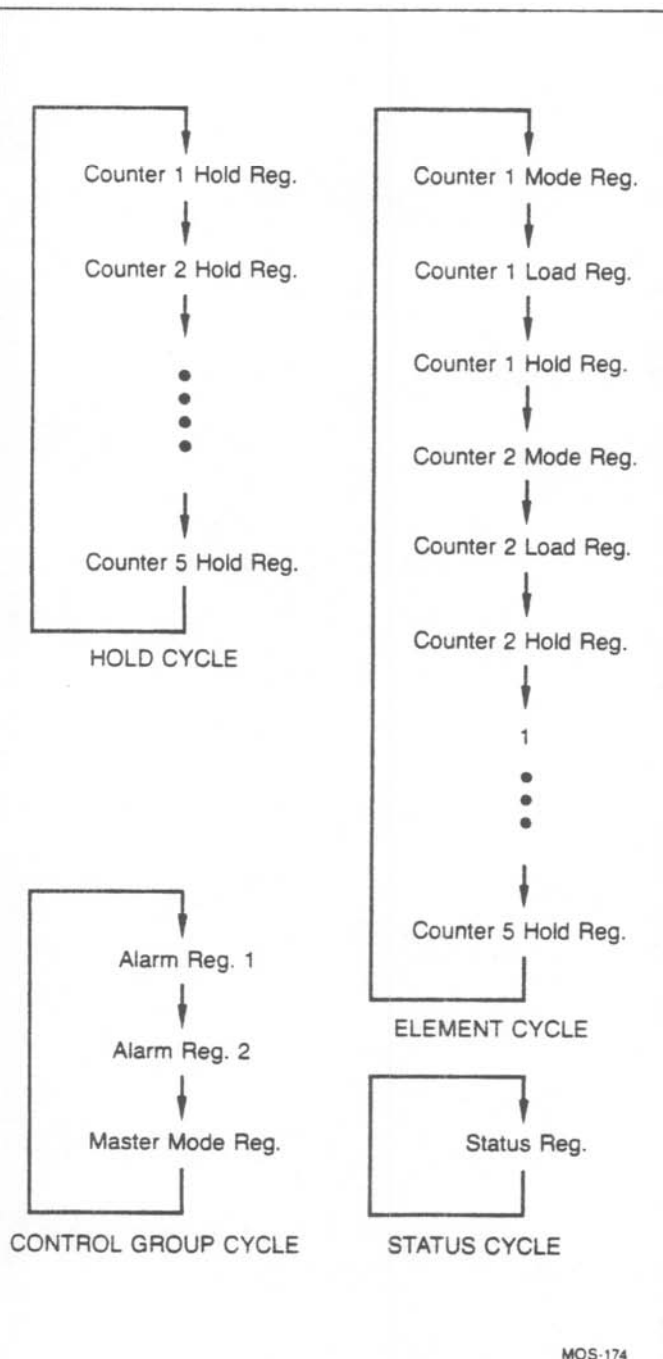 Counter 1 Hold Reg.
Counter 2 Hold Reg.
Counter 5 Hold Reg.
HOLD CYCLE
Counter 1 Mode Reg.
Counter 1 Load Reg.
Counter 1 Hold Reg.
Counter 2 Mode Reg.
Counter 2 Load Reg.
Counter 2 Hold Reg.
1
Counter 5 Hold Reg.
ELEMENT CYCLE
Alarm Reg. 1
Alarm Reg. 2
Master Mode Reg.
CONTROL GROUP CYCLE
Status Reg.
STATUS CYCLE
MOS-174